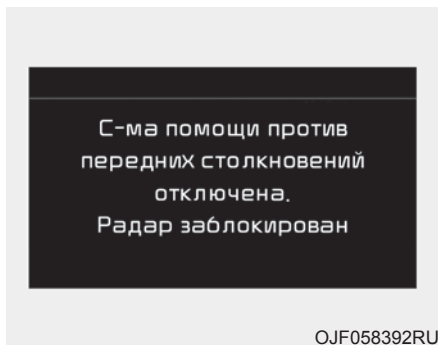 С-ма помощи против
передних столкновений
отключена.
Радар заблокирован
OJF058392RU